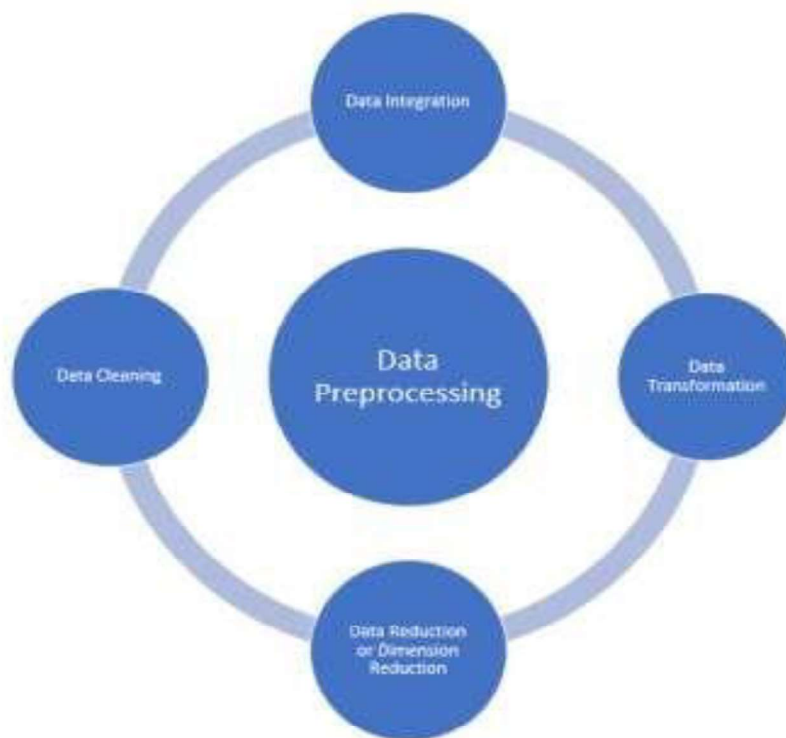 Data Integration
Data Cleaning
Data
Preprocessing
Data
Transformation
Data Reduction
or Dimension
Reduction